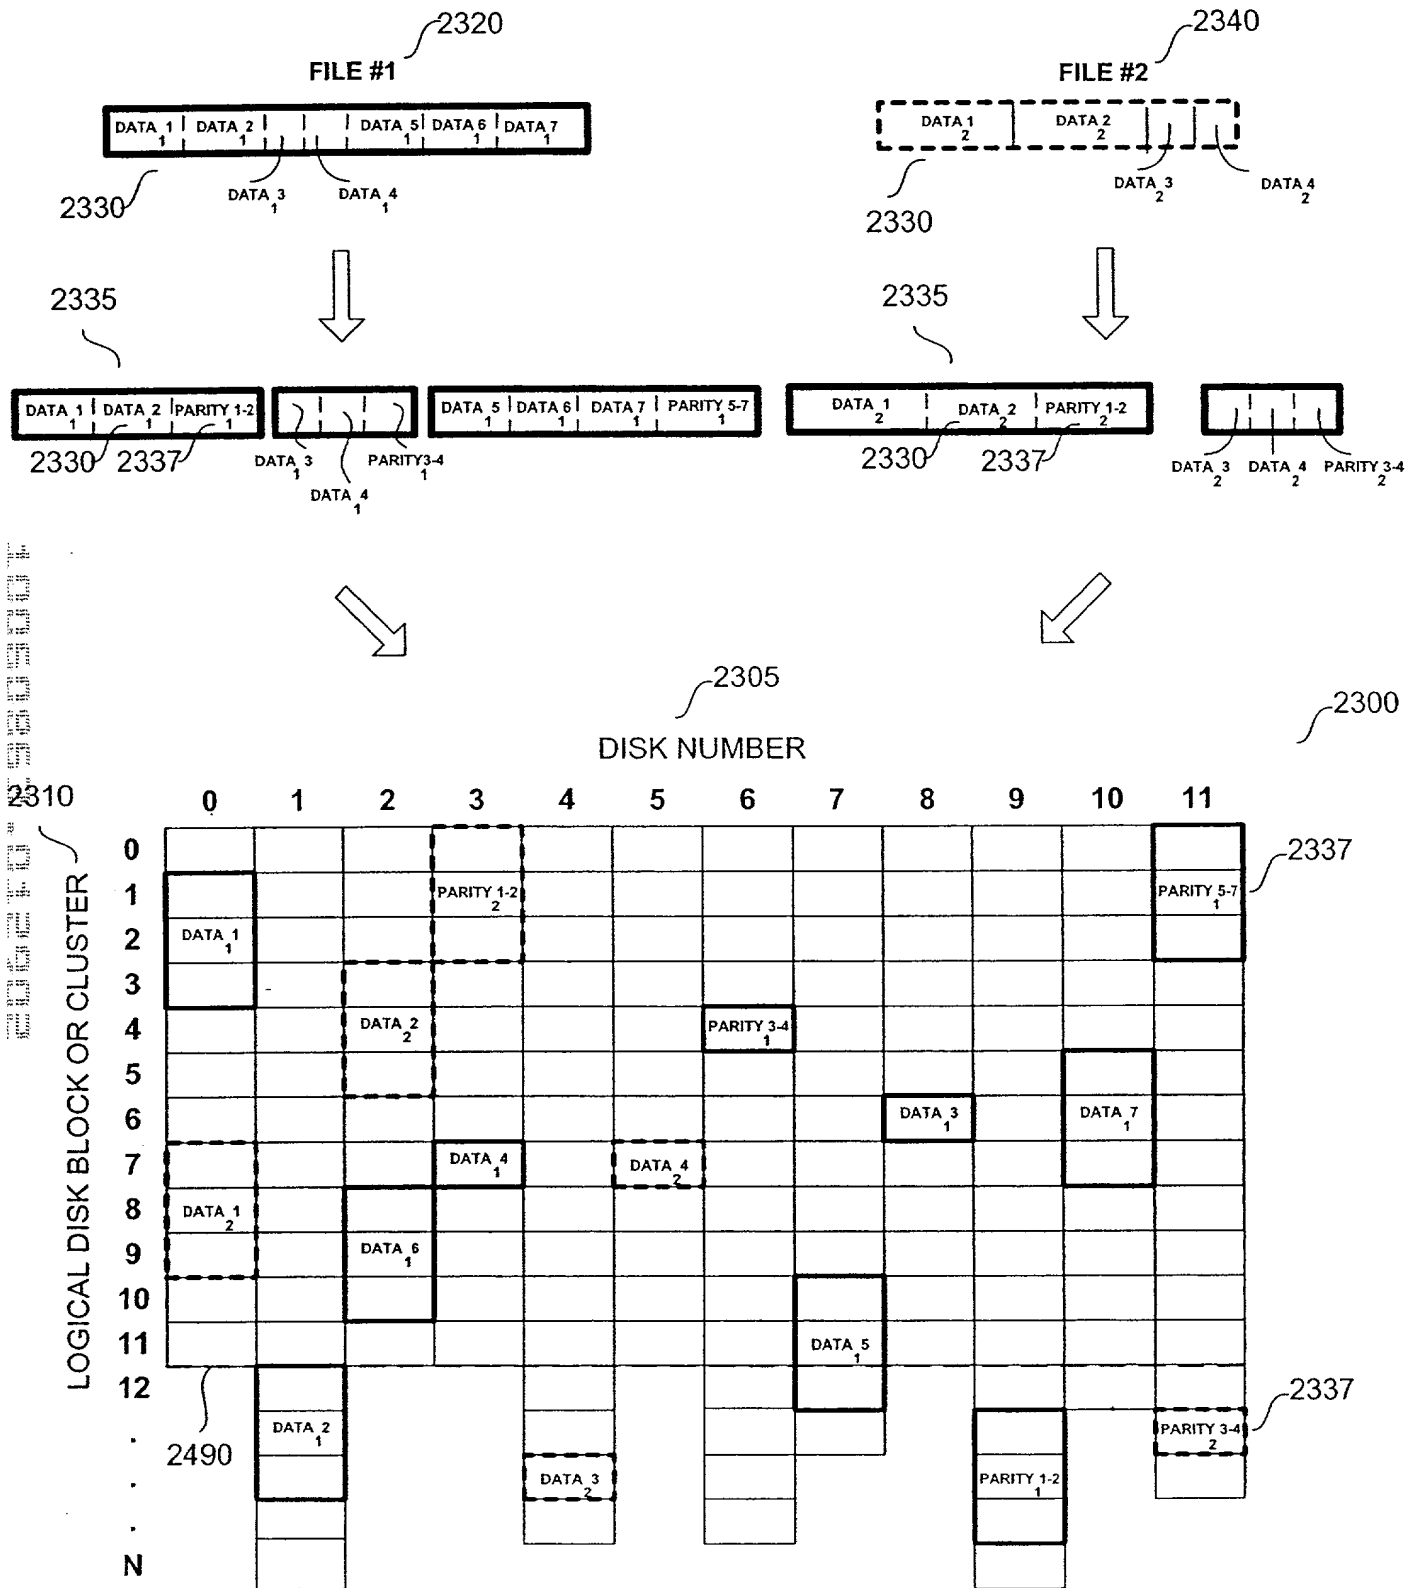 2320
2340
FILE #1
FILE #2
DATA 1 1
DATA 2 1
DATA 5 1
DATA 6 1
DATA 7 1
DATA 1 2
DATA 2 2
DATA 3 1
DATA 4 1
DATA 3 2
DATA 4 2
2330
2330
2335
2335
DATA 1 1
DATA 2 1
PARITY 1-2 1
DATA 5 1
DATA 6 1
DATA 7 1
PARITY 5-7 1
DATA 1 2
DATA 2 2
PARITY 1-2 2
2330
2337
DATA 3 1
PARITY3-4 1
DATA 4 1
2330
2337
DATA 3 2
DATA 4 2
PARITY 3-4 2
2305
2300
DISK NUMBER
2310
0 1 2 3 4 5 6 7 8 9 10 11
LOGICAL DISK BLOCK OR CLUSTER
0
1
PARITY 1-2 2
PARITY 5-7 1
2337
2
DATA 1 1
3
4
DATA 2 2
PARITY 3-4 1
5
6
DATA 3 1
DATA 7 1
7
DATA 4 1
DATA 4 2
8
DATA 1 2
9
DATA 6 1
10
11
DATA 5 1
12
2337
.
DATA 2 1
PARITY 3-4 2
2490
.
DATA 3 2
PARITY 1-2 1
.
N